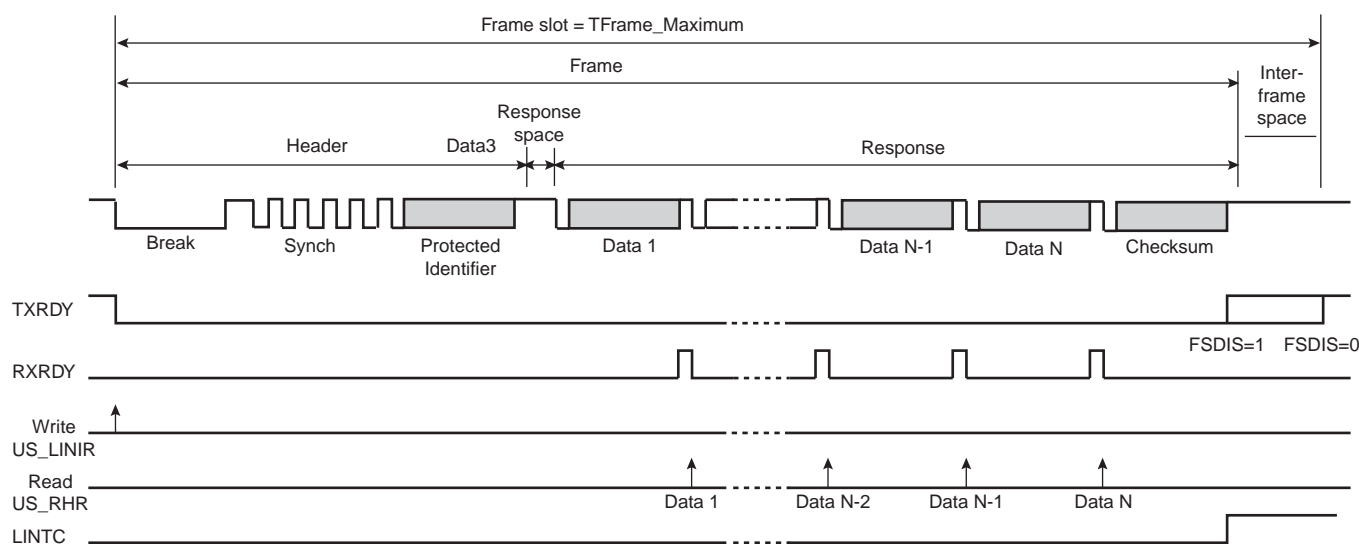 Frame slot = TFrame_Maximum
Frame
Inter-
frame
space
Response
space
Header
Data3
Response
Break
Synch
Protected
Identifier
Data 1
Data N-1
Data N
Checksum
TXRDY
FSDIS=1
FSDIS=0
RXRDY
Write
US_LINIR
Read
US_RHR
Data 1
Data N-2
Data N-1
Data N
LINTC